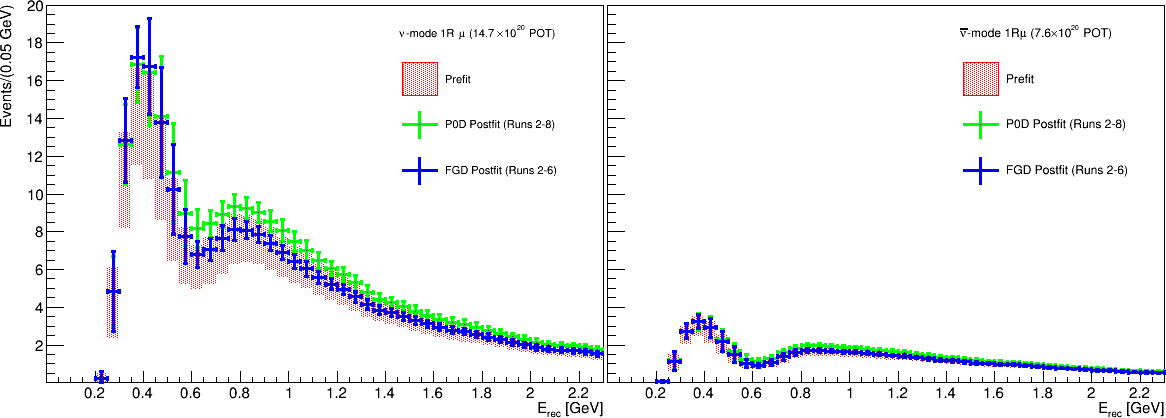 Events/(0.05 GeV)
20
18
16
14
12
10
8
6
4
2
ν-mode 1R μ (14.7×10²⁰ POT)
Prefit
P0D Postfit (Runs 2-8)
FGD Postfit (Runs 2-6)
0.2 0.4 0.6 0.8 1 1.2 1.4 1.6 1.8 2 2.2
E_rec [GeV]
ν̅-mode 1Rμ (7.6×10²⁰ POT)
Prefit
P0D Postfit (Runs 2-8)
FGD Postfit (Runs 2-6)
0.2 0.4 0.6 0.8 1 1.2 1.4 1.6 1.8 2 2.2
E_rec [GeV]